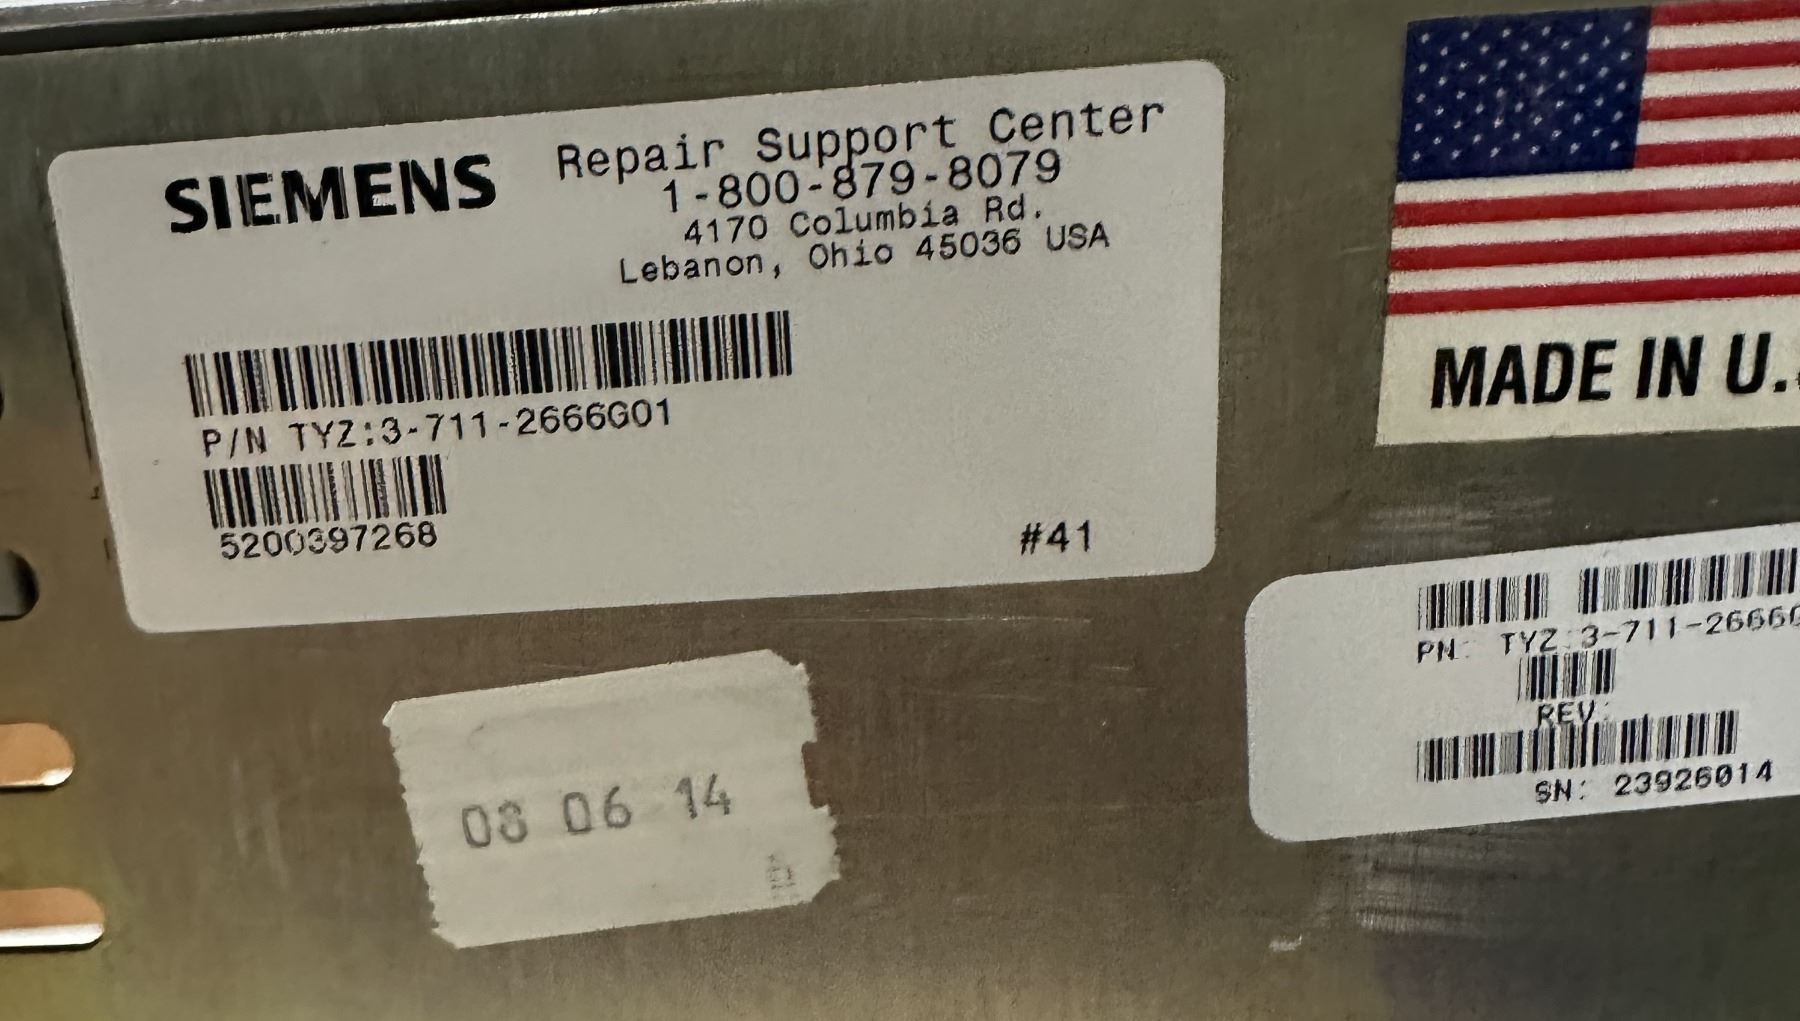 SIEMENS
Repair Support Center
1-800-879-8079
4170 Columbia Rd.
Lebanon, Ohio 45036 USA
P/N TYZ:3-711-2666G01
5200397268
#41
MADE IN U.
PN: TYZ:3-711-2666G
REV:
SN: 23926014
08 06 14